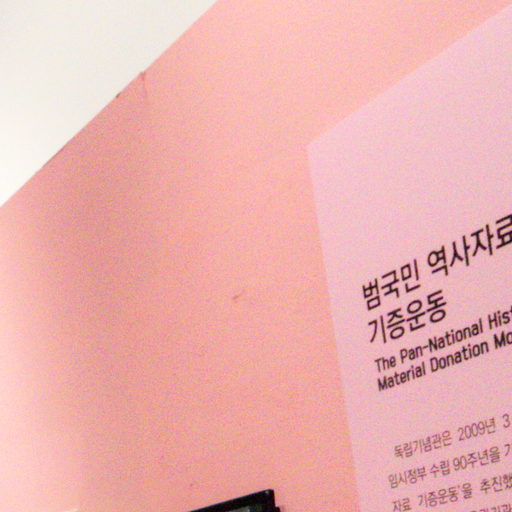 범국민 역사자료
기증운동
The Pan-National Hist
Material Donation Mo
독립기념관은 2009년 3
임시정부 수립 90주년을 기
자료 기증운동'을 추진했